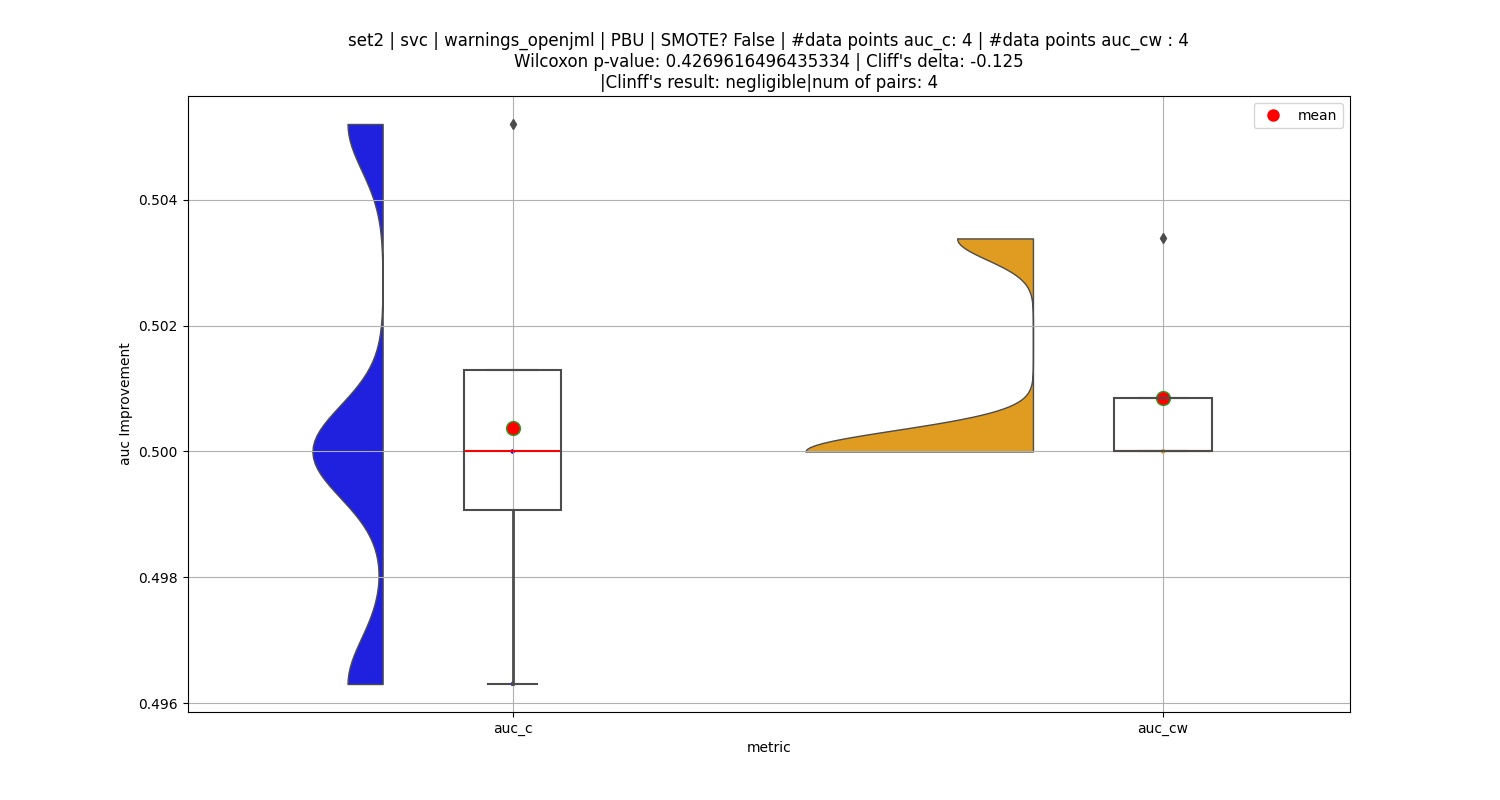 set2 | svc | warnings_openjml | PBU | SMOTE? False | #data points auc_c: 4 | #data points auc_cw : 4
Wilcoxon p-value: 0.4269616496435334 | Cliff's delta: -0.125
|Clinff's result: negligible|num of pairs: 4
mean
0.504
0.502
0.500
0.498
0.496
auc Improvement
auc_c
auc_cw
metric